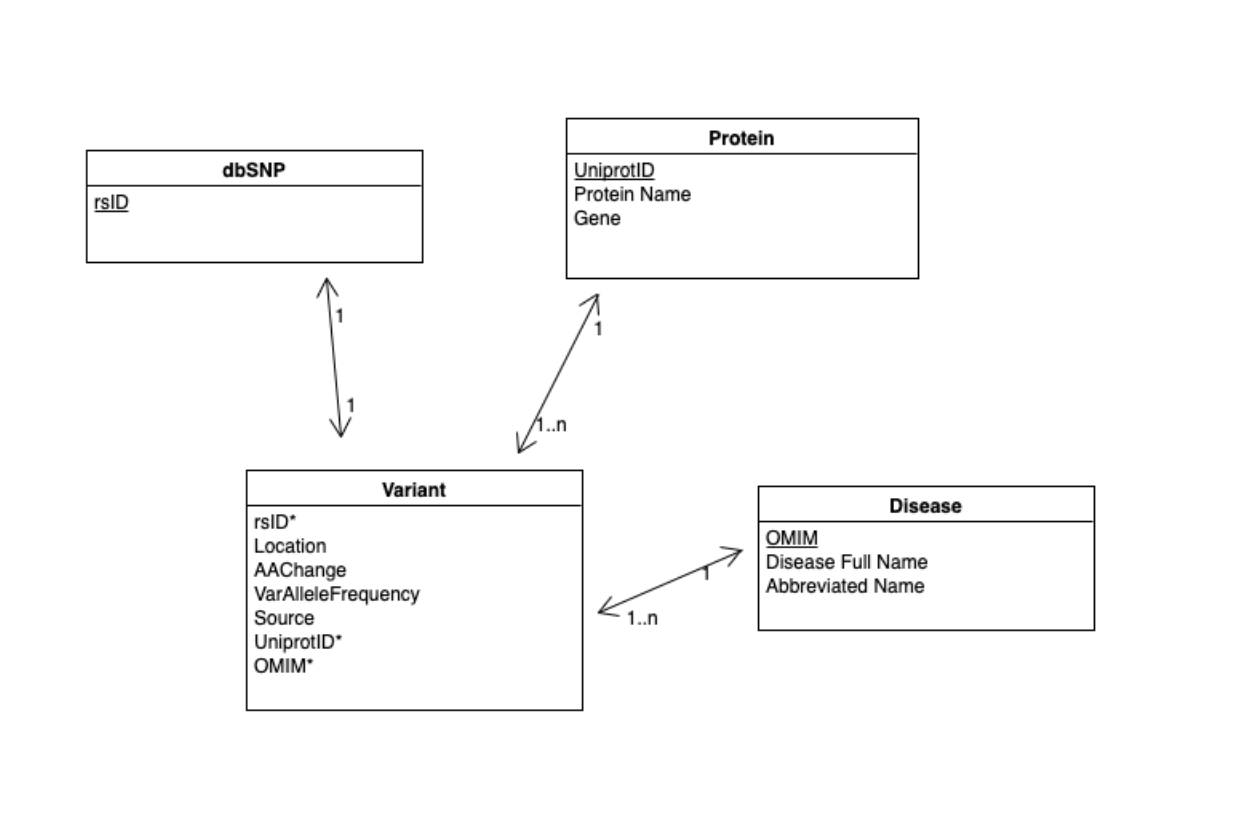 dbSNP
rsID
Protein
UniprotID
Protein Name
Gene
1
1
1
1..n
Variant
rsID*
Location
AAChange
VarAlleleFrequency
Source
UniprotID*
OMIM*
1
1..n
Disease
OMIM
Disease Full Name
Abbreviated Name